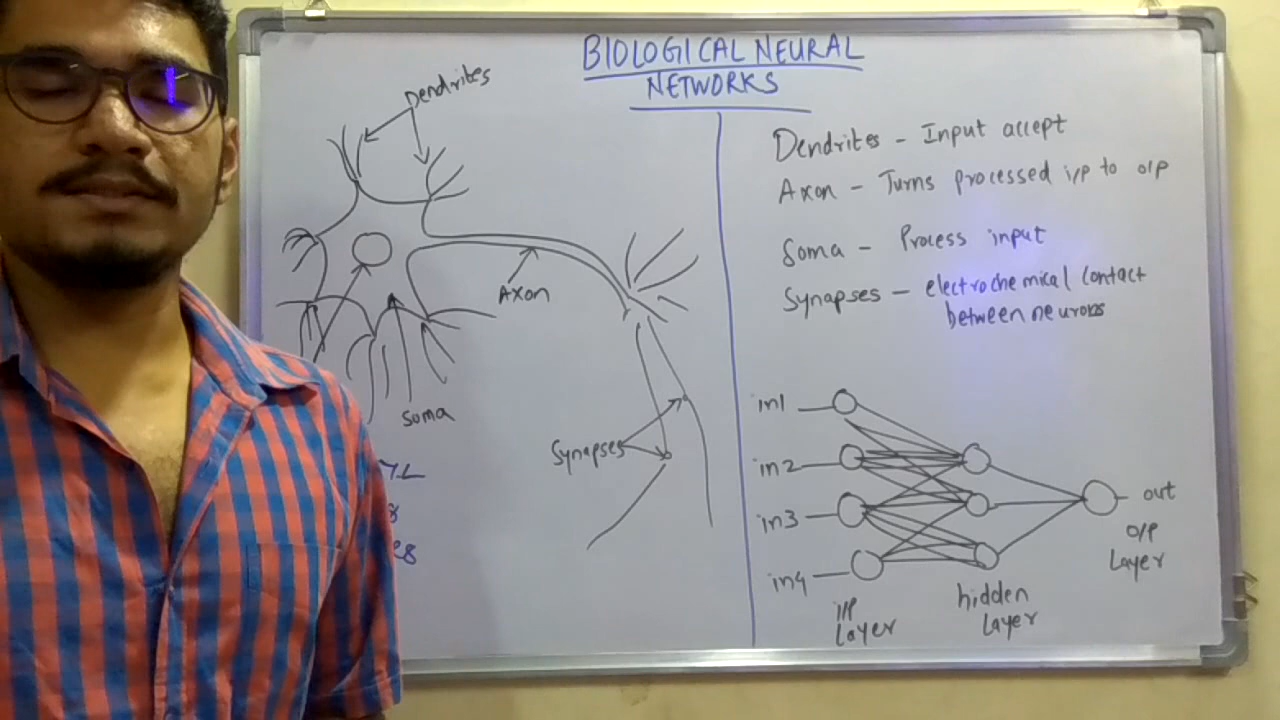 BIOLOGICAL NEURAL
NETWORKS
Dendrites
Axon
Soma
Synapses
Dendrites - Input accept
Axon - Turns processed i/p to o/p
Soma - Process input
Synapses - electrochemical contact
between neurons
in1
in2
in3
in4
out
O/P
Layer
hidden
Layer
I/P
Layer